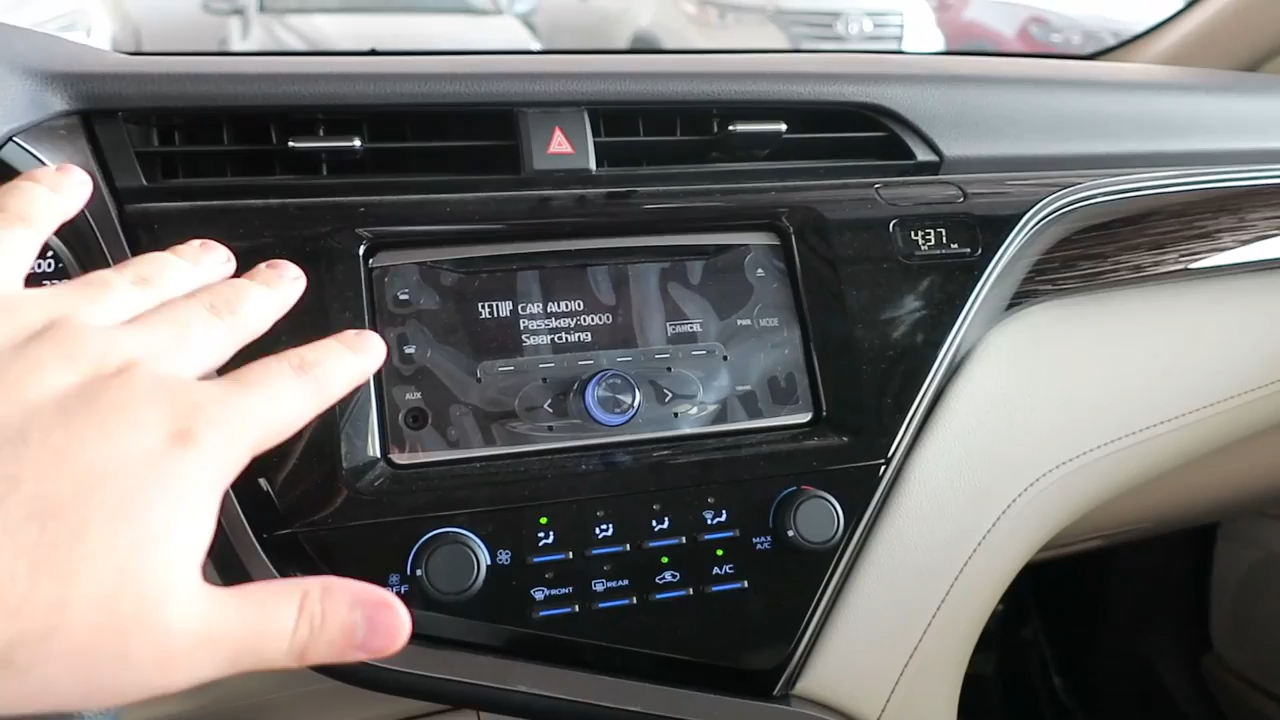 4:37
SETUP CAR AUDIO
Passkey:0000
Searching
CANCEL
PWR MODE
AUX
MAX
A/C
OFF
FRONT
REAR
A/C